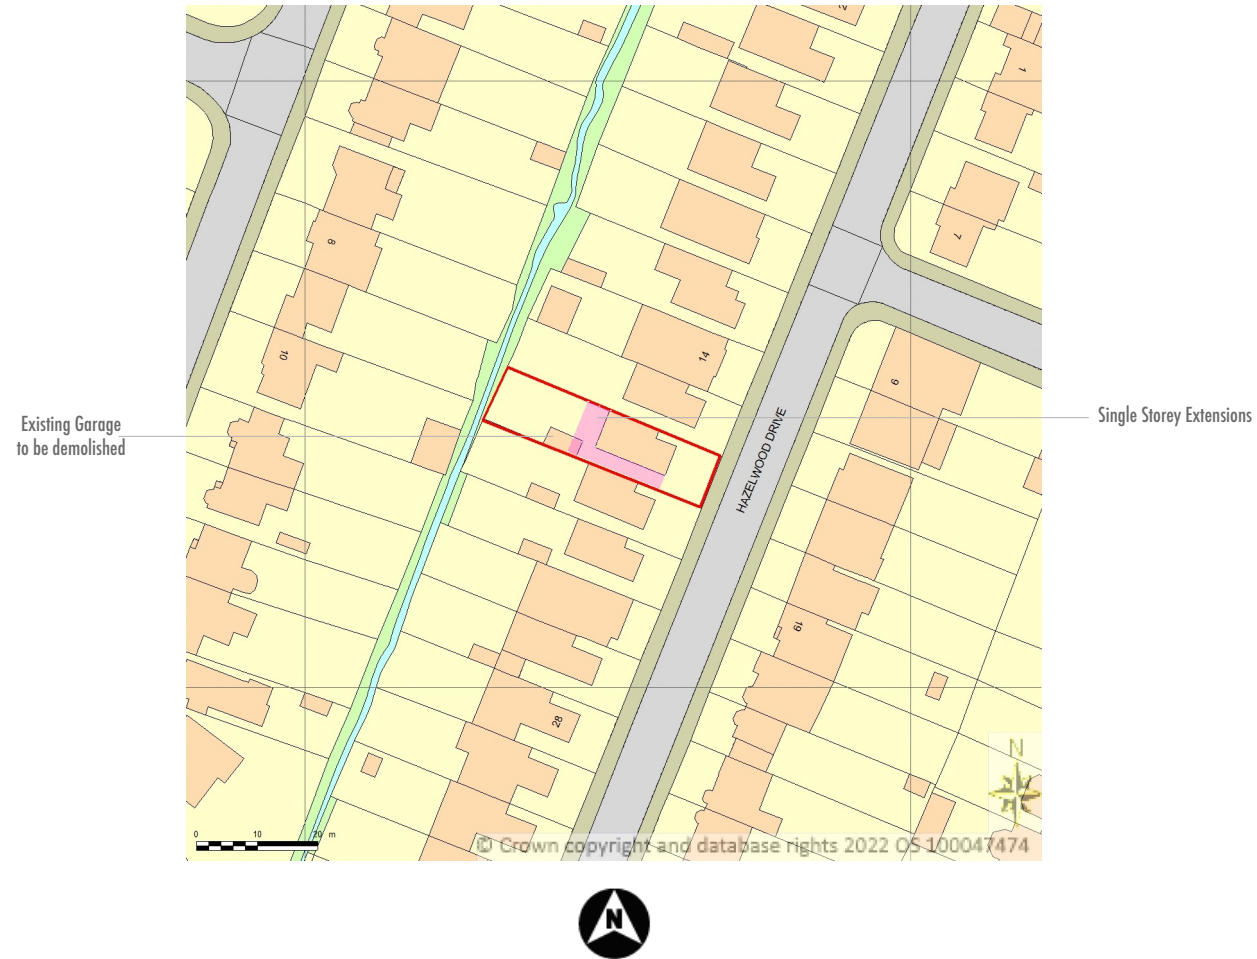 2
1
7
8
10
14
9
Existing Garage
to be demolished
Single Storey Extensions
HAZELWOOD DRIVE
19
28
N
0 10 20 m
© Crown copyright and database rights 2022 OS 100047474
N